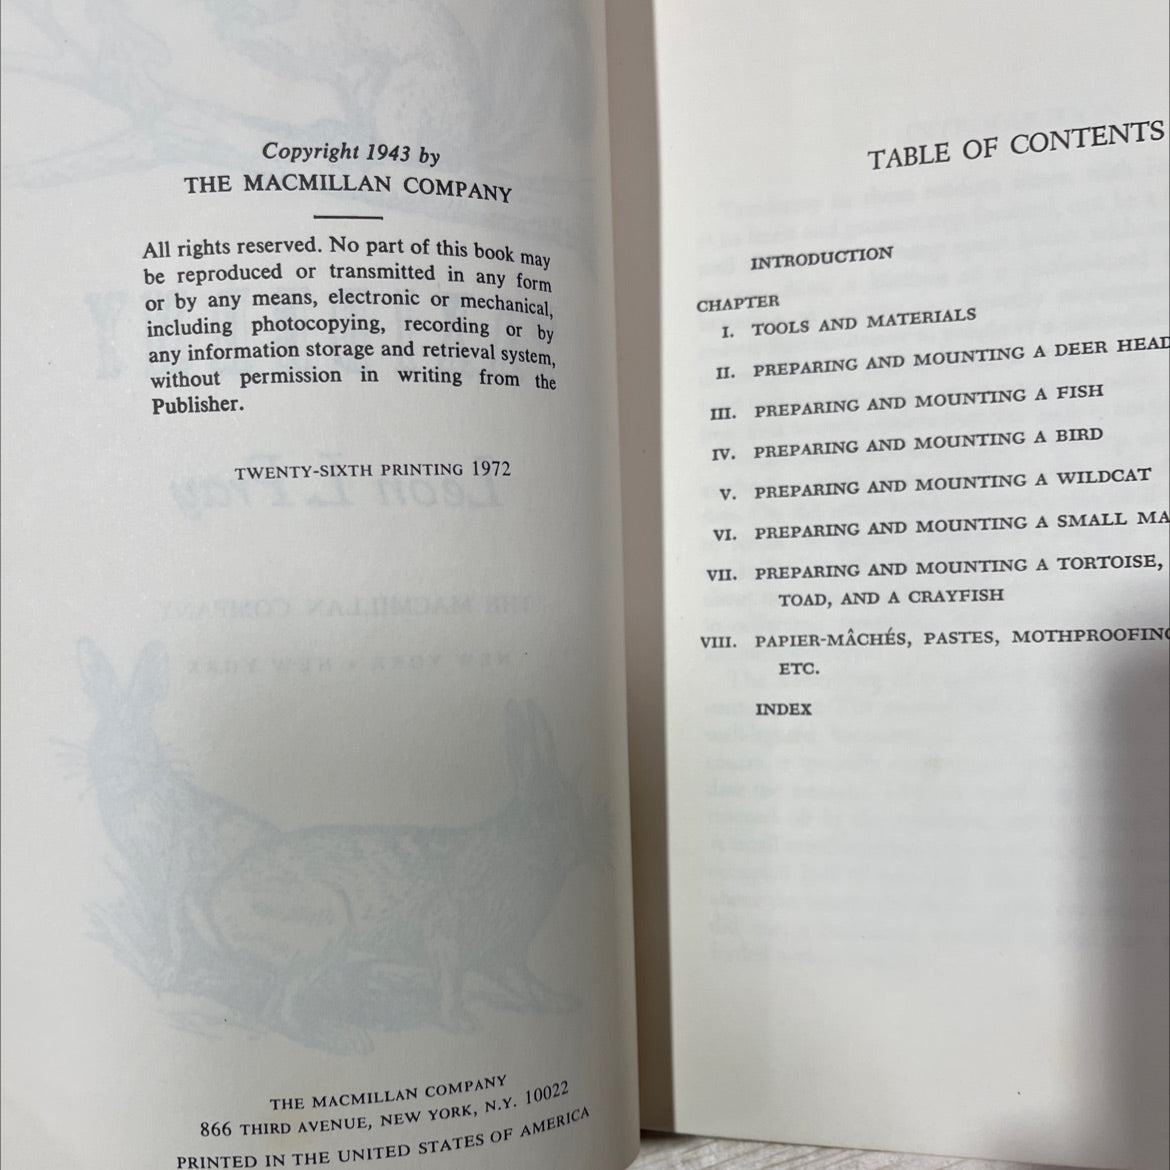 Copyright 1943 by
THE MACMILLAN COMPANY
All rights reserved. No part of this book may
be reproduced or transmitted in any form
or by any means, electronic or mechanical,
including photocopying, recording or by
any information storage and retrieval system,
without permission in writing from the
Publisher.
TWENTY-SIXTH PRINTING 1972
THE MACMILLAN COMPANY
866 THIRD AVENUE, NEW YORK, N.Y. 10022
PRINTED IN THE UNITED STATES OF AMERICA
TABLE OF CONTENTS
INTRODUCTION
CHAPTER
I. TOOLS AND MATERIALS
II. PREPARING AND MOUNTING A DEER HEAD
III. PREPARING AND MOUNTING A FISH
IV. PREPARING AND MOUNTING A BIRD
V. PREPARING AND MOUNTING A WILDCAT
VI. PREPARING AND MOUNTING A SMALL MA
VII. PREPARING AND MOUNTING A TORTOISE,
TOAD, AND A CRAYFISH
VIII. PAPIER-MÂCHÉS, PASTES, MOTHPROOFING
ETC.
INDEX